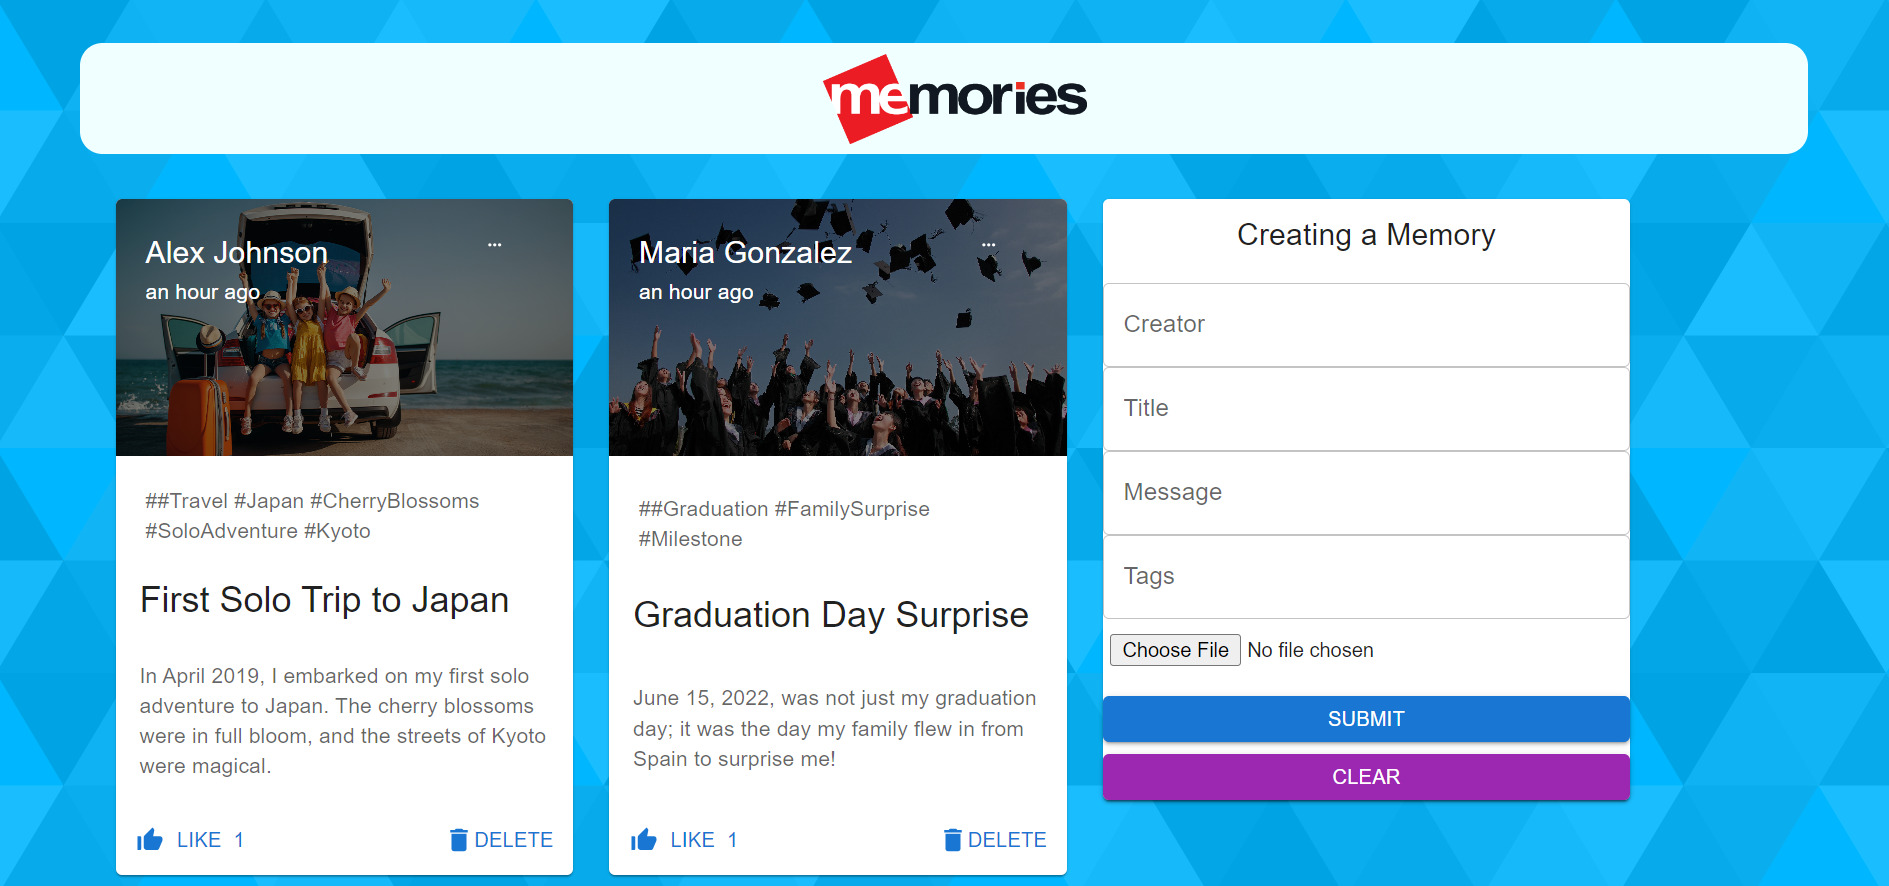 memories
Alex Johnson
...
an hour ago
##Travel #Japan #CherryBlossoms
#SoloAdventure #Kyoto
First Solo Trip to Japan
In April 2019, I embarked on my first solo
adventure to Japan. The cherry blossoms
were in full bloom, and the streets of Kyoto
were magical.
LIKE 1
DELETE
Maria Gonzalez
...
an hour ago
##Graduation #FamilySurprise
#Milestone
Graduation Day Surprise
June 15, 2022, was not just my graduation
day; it was the day my family flew in from
Spain to surprise me!
LIKE 1
DELETE
Creating a Memory
Creator
Title
Message
Tags
Choose File No file chosen
SUBMIT
CLEAR